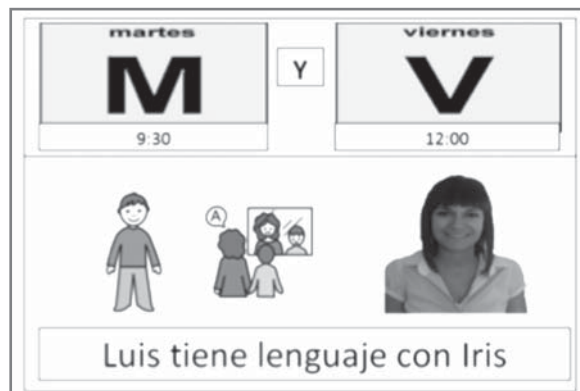 martes
M
Y
viernes
V
9:30
12:00
A
Luis tiene lenguaje con Iris